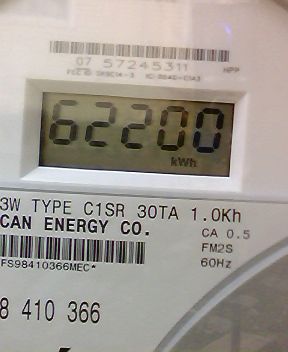 07 57245311
HPP
62200
kWh
3W TYPE C1SR 30TA 1.0Kh
CAN ENERGY CO.
CA 0.5
FM2S
60Hz
FS98410366MEC*
8 410 366